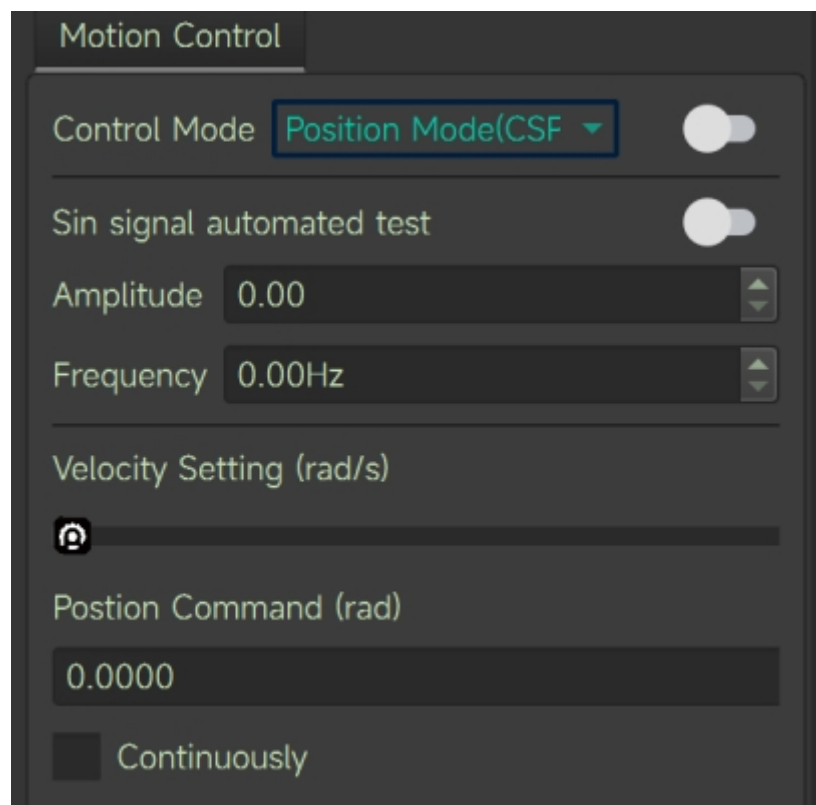 Motion Control
Control Mode Position Mode(CSF
Sin signal automated test
Amplitude 0.00
Frequency 0.00Hz
Velocity Setting (rad/s)
Postion Command (rad)
0.0000
Continuously